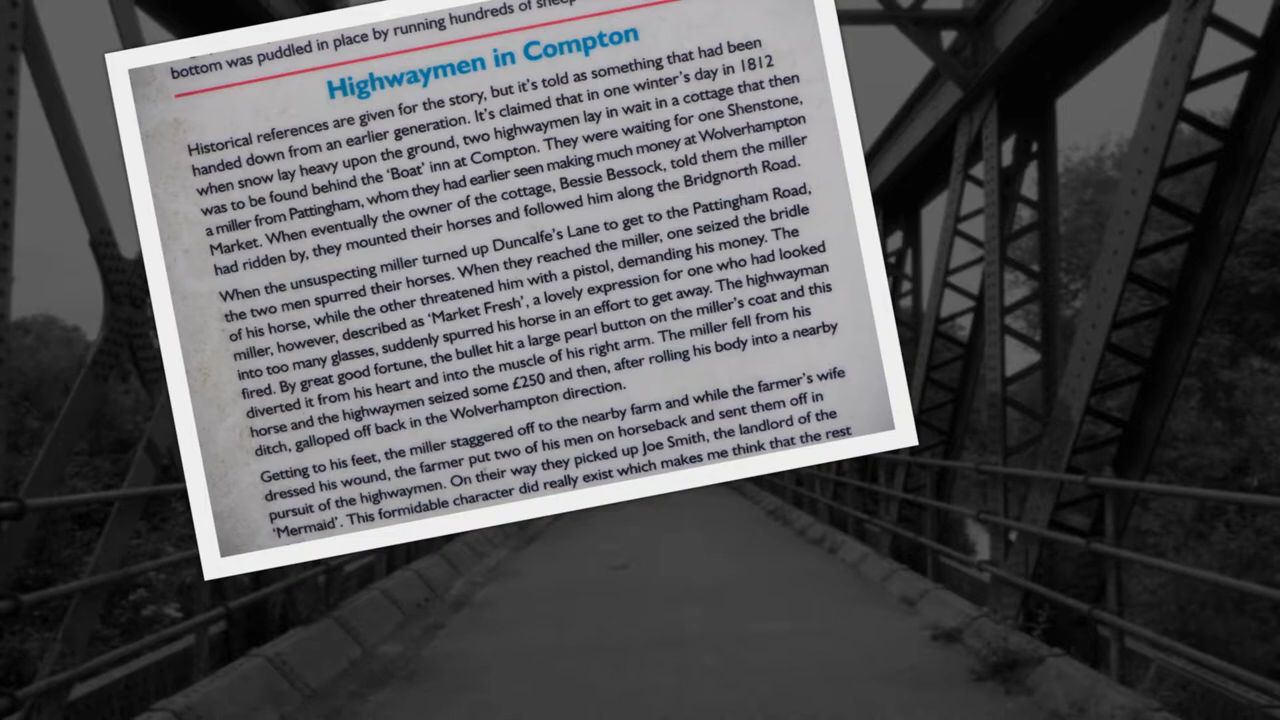 bottom was puddled in place by running hundreds of sheep
Highwaymen in Compton
Historical references are given for the story, but it's told as something that had been
handed down from an earlier generation. It's claimed that in one winter's day in 1812
when snow lay heavy upon the ground, two highwaymen lay in wait in a cottage that then
was to be found behind the 'Boat' inn at Compton. They were waiting for one Shenstone,
a miller from Pattingham, whom they had earlier seen making much money at Wolverhampton
Market. When eventually the owner of the cottage, Bessie Bessock, told them the miller
had ridden by, they mounted their horses and followed him along the Bridgnorth Road.
When the unsuspecting miller turned up Duncalfe's Lane to get to the Pattingham Road,
the two men spurred their horses. When they reached the miller, one seized the bridle
of his horse, while the other threatened him with a pistol, demanding his money. The
miller, however, described as 'Market Fresh', a lovely expression for one who had looked
into too many glasses, suddenly spurred his horse in an effort to get away. The highwayman
fired. By great good fortune, the bullet hit a large pearl button on the miller's coat and this
diverted it from his heart and into the muscle of his right arm. The miller fell from his
horse and the highwaymen seized some £250 and then, after rolling his body into a nearby
ditch, galloped off back in the Wolverhampton direction.
Getting to his feet, the miller staggered off to the nearby farm and while the farmer's wife
dressed his wound, the farmer put two of his men on horseback and sent them off in
pursuit of the highwaymen. On their way they picked up Joe Smith, the landlord of the
'Mermaid'. This formidable character did really exist which makes me think that the rest